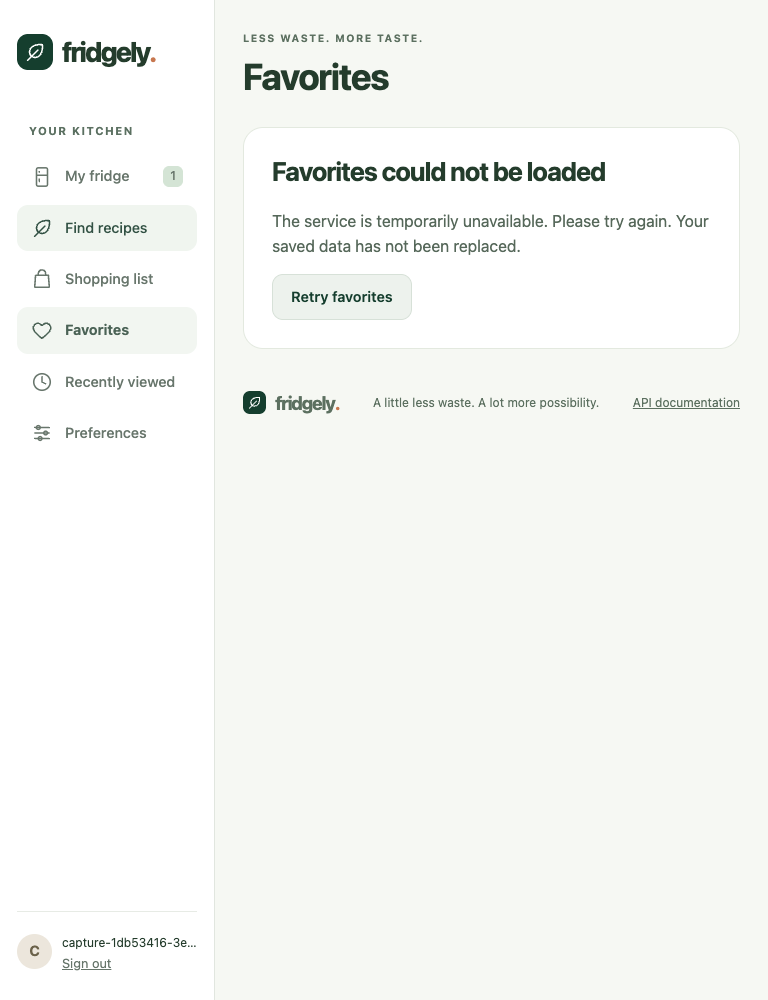 fridgely.
YOUR KITCHEN
My fridge 1
Find recipes
Shopping list
Favorites
Recently viewed
Preferences
C
capture-1db53416-3e...
Sign out
LESS WASTE. MORE TASTE.
Favorites
Favorites could not be loaded
The service is temporarily unavailable. Please try again. Your
saved data has not been replaced.
Retry favorites
fridgely.
A little less waste. A lot more possibility.
API documentation